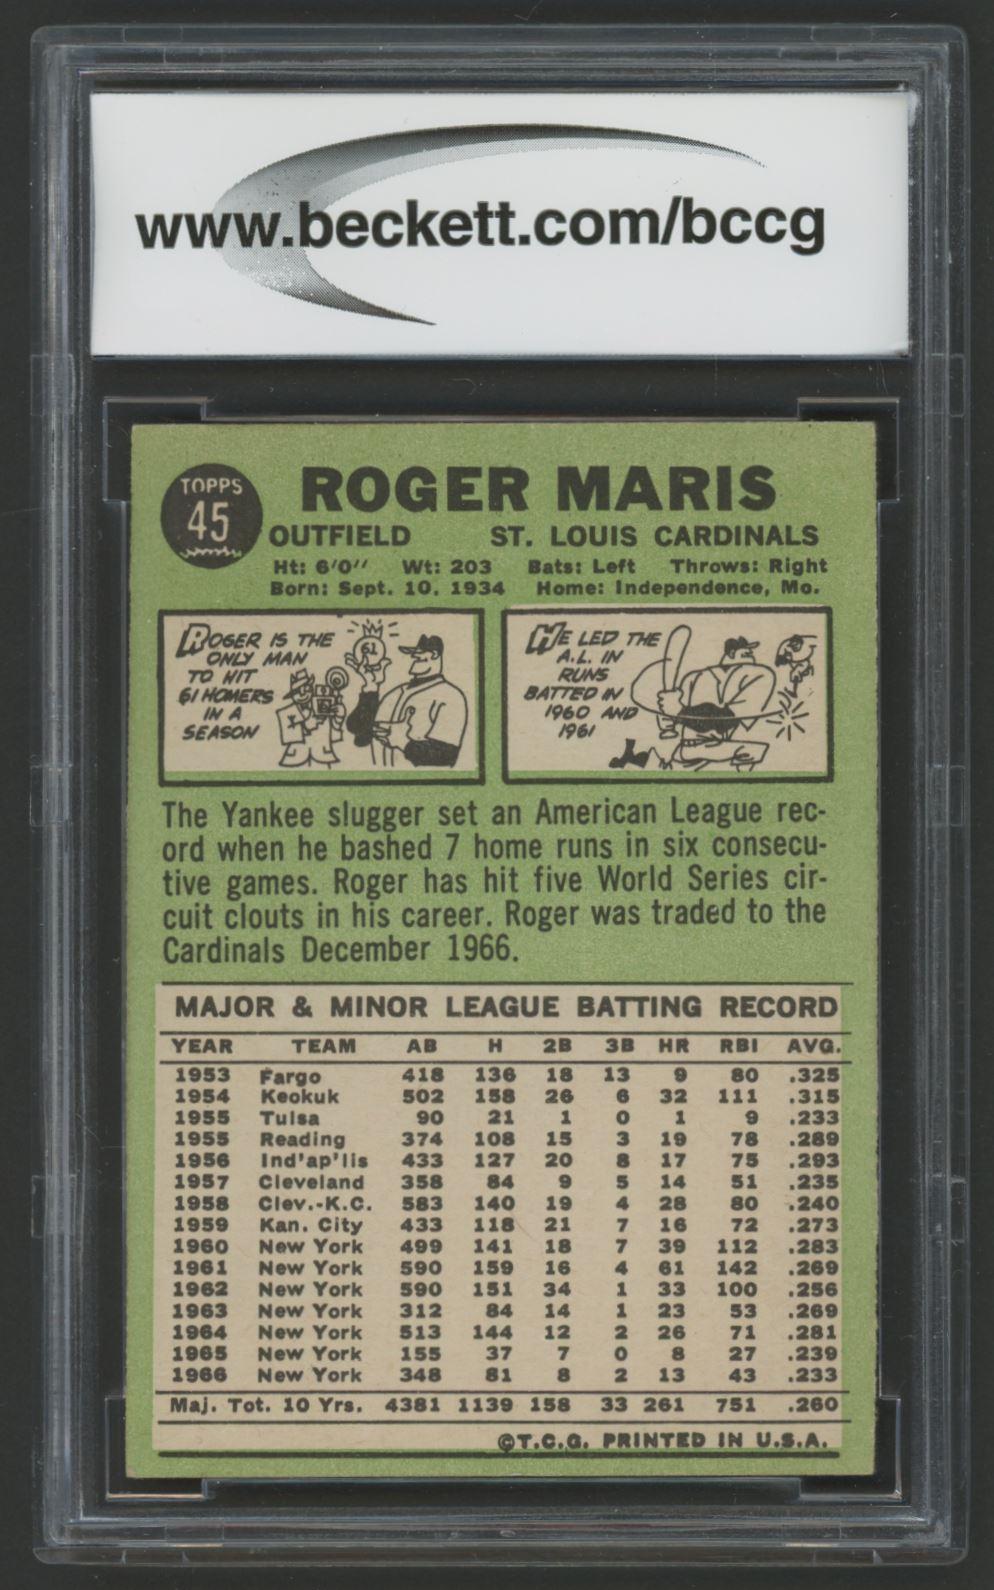 www.beckett.com/bccg
TOPPS
45
ROGER MARIS
OUTFIELD ST. LOUIS CARDINALS
Ht: 6'0" Wt: 203 Bats: Left Throws: Right
Born: Sept. 10, 1934 Home: Independence, Mo.
ROGER IS THE
ONLY MAN
TO HIT
61 HOMERS
IN A
SEASON
61
HE LED THE
A.L. IN
RUNS
BATTED IN
1960 AND
1961
The Yankee slugger set an American League rec-
ord when he bashed 7 home runs in six consecu-
tive games. Roger has hit five World Series cir-
cuit clouts in his career. Roger was traded to the
Cardinals December 1966.
MAJOR & MINOR LEAGUE BATTING RECORD
YEAR TEAM AB H 2B 3B HR RBI AVG.
1953 Fargo 418 136 18 13 9 80 .325
1954 Keokuk 502 158 26 6 32 111 .315
1955 Tulsa 90 21 1 0 1 9 .233
1955 Reading 374 108 15 3 19 78 .289
1956 Ind'ap'lis 433 127 20 8 17 75 .293
1957 Cleveland 358 84 9 5 14 51 .235
1958 Clev.-K.C. 583 140 19 4 28 80 .240
1959 Kan. City 433 118 21 7 16 72 .273
1960 New York 499 141 18 7 39 112 .283
1961 New York 590 159 16 4 61 142 .269
1962 New York 590 151 34 1 33 100 .256
1963 New York 312 84 14 1 23 53 .269
1964 New York 513 144 12 2 26 71 .281
1965 New York 155 37 7 0 8 27 .239
1966 New York 348 81 8 2 13 43 .233
Maj. Tot. 10 Yrs. 4381 1139 158 33 261 751 .260
©T.C.G. PRINTED IN U.S.A.